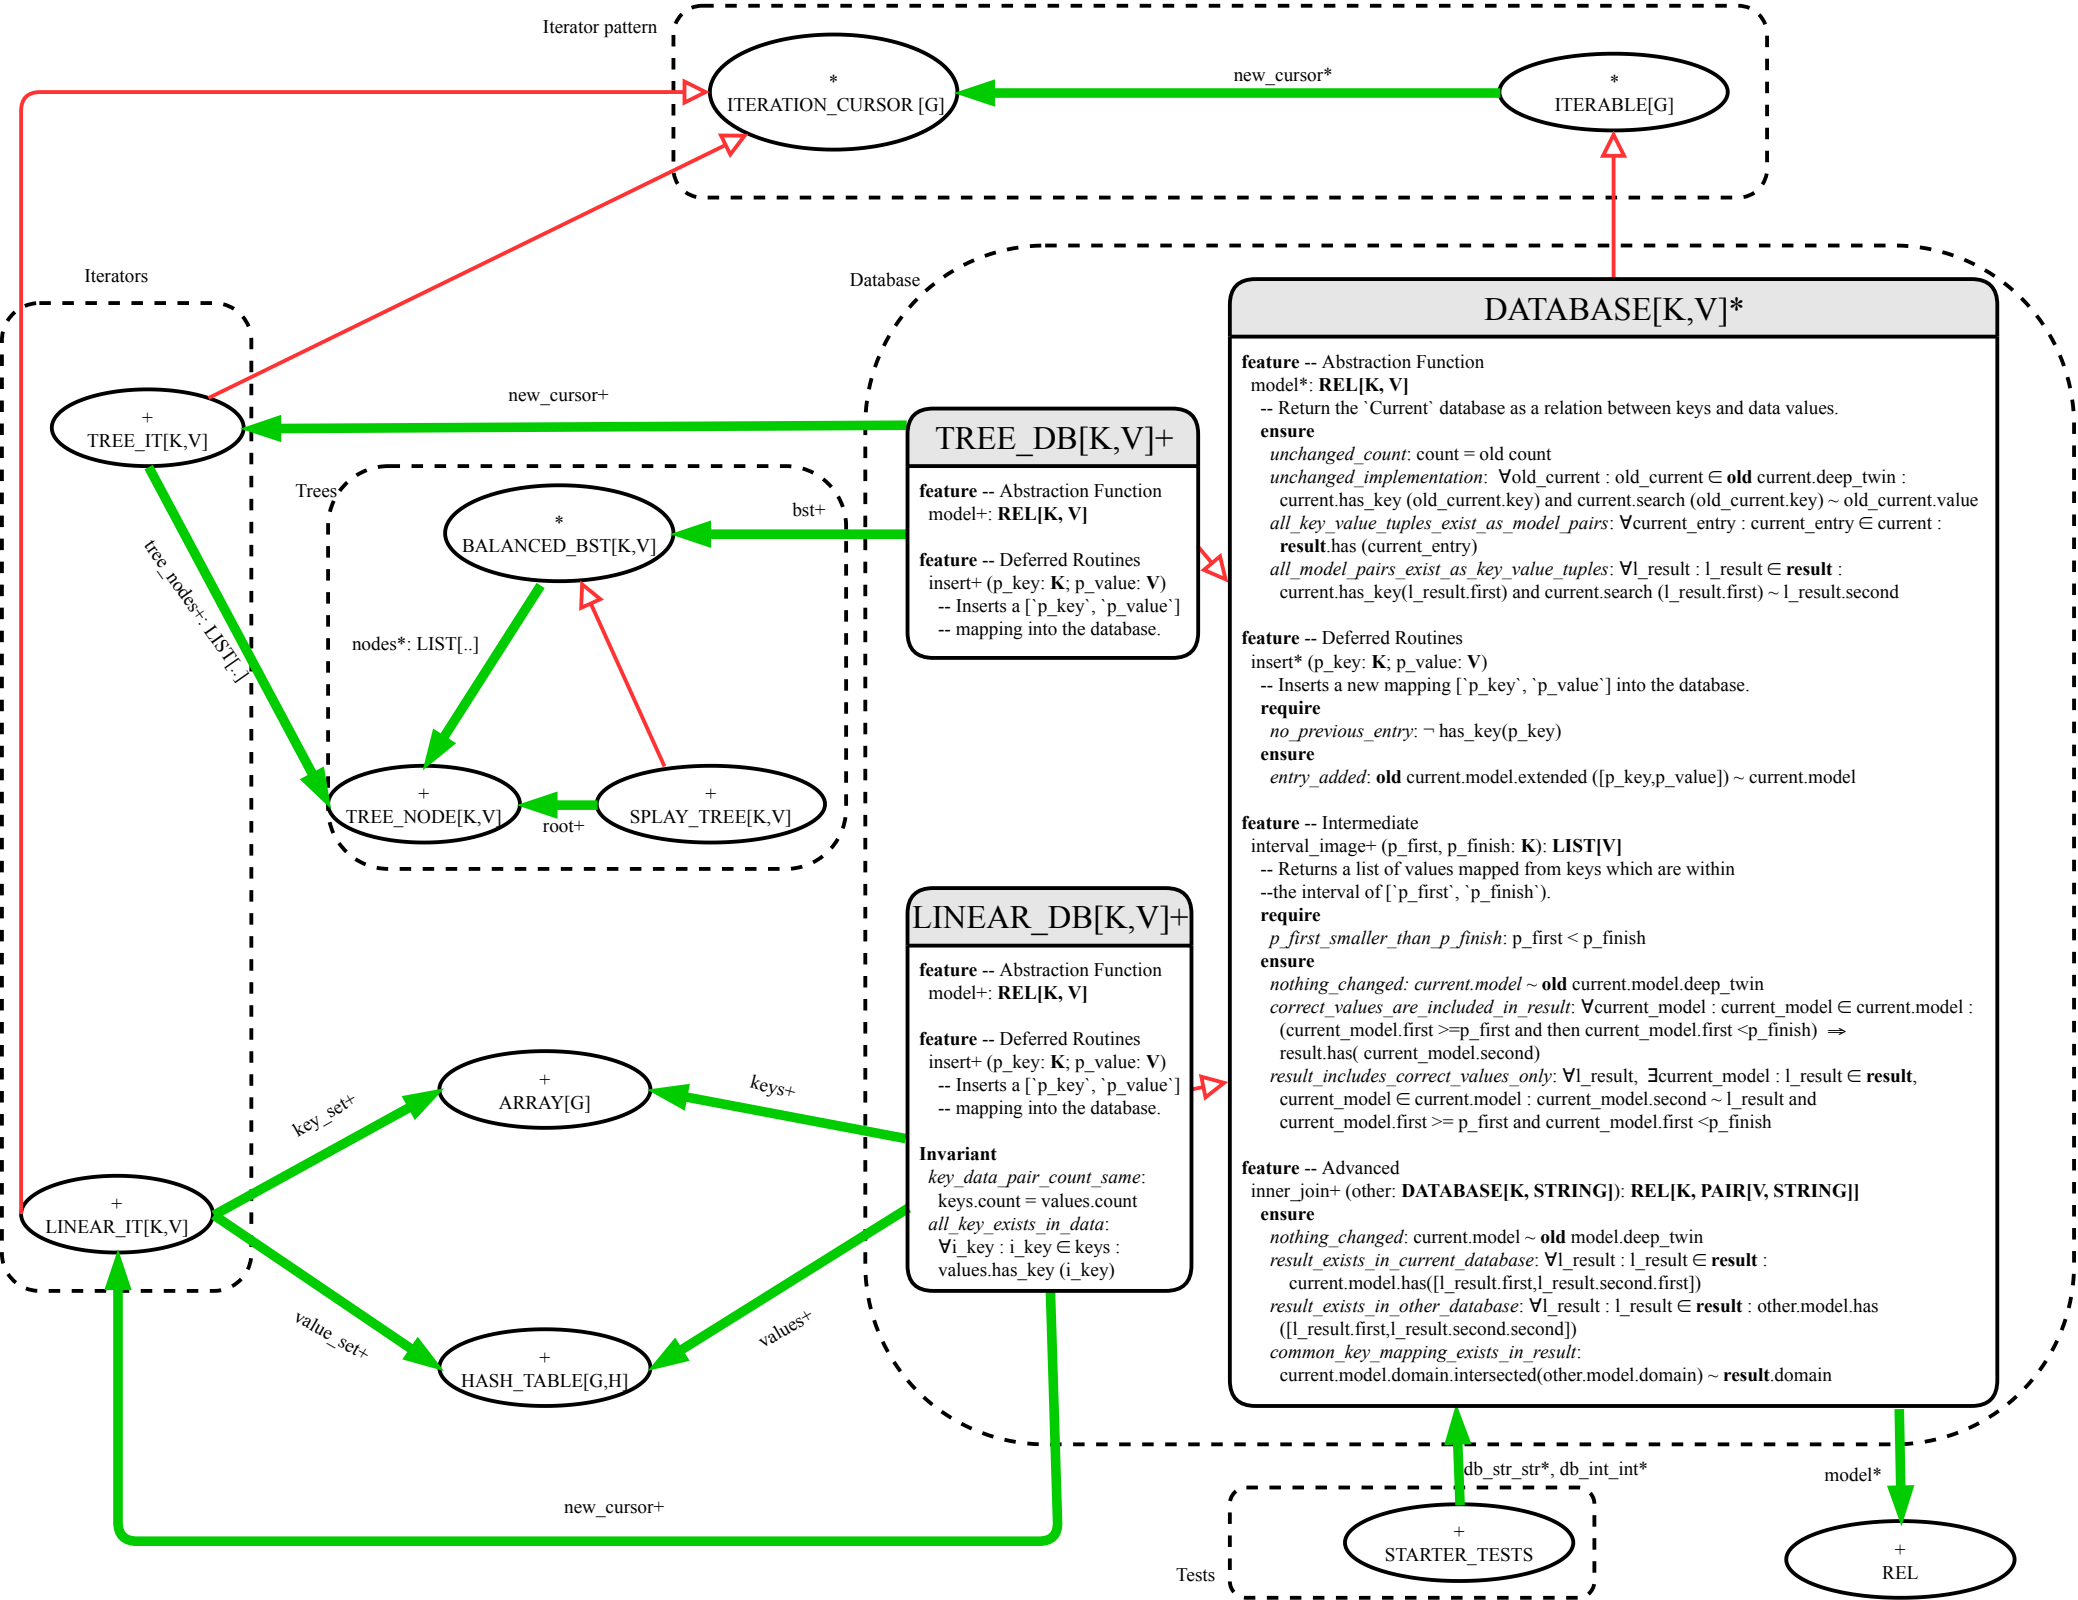 Iterator pattern
*
ITERATION_CURSOR [G]
new_cursor*
*
ITERABLE[G]
Iterators
+
TREE_IT[K,V]
new_cursor+
tree_nodes+: LIST[..]
Trees
*
BALANCED_BST[K,V]
bst+
nodes*: LIST[..]
+
TREE_NODE[K,V]
root+
+
SPLAY_TREE[K,V]
Database
TREE_DB[K,V]+
feature -- Abstraction Function
model+: REL[K, V]
feature -- Deferred Routines
insert+ (p_key: K; p_value: V)
-- Inserts a [`p_key`, `p_value`]
-- mapping into the database.
LINEAR_DB[K,V]+
feature -- Abstraction Function
model+: REL[K, V]
feature -- Deferred Routines
insert+ (p_key: K; p_value: V)
-- Inserts a [`p_key`, `p_value`]
-- mapping into the database.
Invariant
key_data_pair_count_same:
keys.count = values.count
all_key_exists_in_data:
∀i_key : i_key ∈ keys :
values.has_key (i_key)
DATABASE[K,V]*
feature -- Abstraction Function
model*: REL[K, V]
-- Return the `Current` database as a relation between keys and data values.
ensure
unchanged_count: count = old count
unchanged_implementation: ∀old_current : old_current ∈ old current.deep_twin :
current.has_key (old_current.key) and current.search (old_current.key) ~ old_current.value
all_key_value_tuples_exist_as_model_pairs: ∀current_entry : current_entry ∈ current :
result.has (current_entry)
all_model_pairs_exist_as_key_value_tuples: ∀l_result : l_result ∈ result :
current.has_key(l_result.first) and current.search (l_result.first) ~ l_result.second
feature -- Deferred Routines
insert* (p_key: K; p_value: V)
-- Inserts a new mapping [`p_key`, `p_value`] into the database.
require
no_previous_entry: ¬ has_key(p_key)
ensure
entry_added: old current.model.extended ([p_key,p_value]) ~ current.model
feature -- Intermediate
interval_image+ (p_first, p_finish: K): LIST[V]
-- Returns a list of values mapped from keys which are within
--the interval of [`p_first`, `p_finish`).
require
p_first_smaller_than_p_finish: p_first < p_finish
ensure
nothing_changed: current.model ~ old current.model.deep_twin
correct_values_are_included_in_result: ∀current_model : current_model ∈ current.model :
(current_model.first >=p_first and then current_model.first <p_finish) ⇒
result.has( current_model.second)
result_includes_correct_values_only: ∀l_result, ∃current_model : l_result ∈ result,
current_model ∈ current.model : current_model.second ~ l_result and
current_model.first >= p_first and current_model.first <p_finish
feature -- Advanced
inner_join+ (other: DATABASE[K, STRING]): REL[K, PAIR[V, STRING]]
ensure
nothing_changed: current.model ~ old model.deep_twin
result_exists_in_current_database: ∀l_result : l_result ∈ result :
current.model.has([l_result.first,l_result.second.first])
result_exists_in_other_database: ∀l_result : l_result ∈ result : other.model.has
([l_result.first,l_result.second.second])
common_key_mapping_exists_in_result:
current.model.domain.intersected(other.model.domain) ~ result.domain
+
ARRAY[G]
key_set+
keys+
+
LINEAR_IT[K,V]
value_set+
values+
+
HASH_TABLE[G,H]
new_cursor+
db_str_str*, db_int_int*
model*
Tests
+
STARTER_TESTS
+
REL